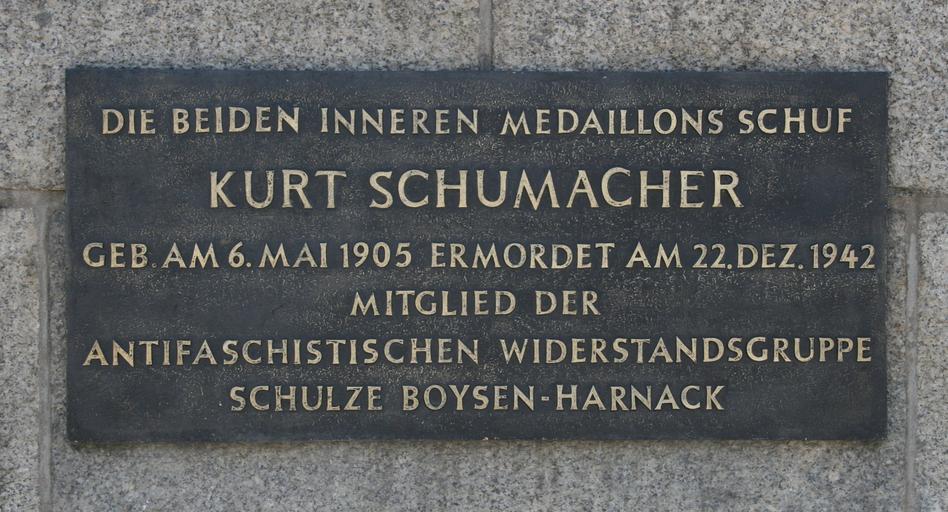 DIE BEIDEN INNEREN MEDAILLONS SCHUF
KURT SCHUMACHER
GEB. AM 6. MAI 1905 ERMORDET AM 22. DEZ. 1942
MITGLIED DER
ANTIFASCHISTISCHEN WIDERSTANDSGRUPPE
SCHULZE BOYSEN-HARNACK